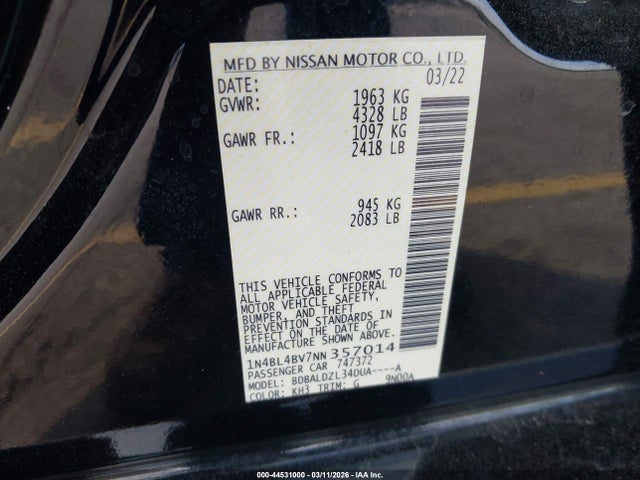 MFD BY NISSAN MOTOR CO., LTD.
DATE: 03/22
GVWR: 1963 KG
4328 LB
GAWR FR.: 1097 KG
2418 LB
GAWR RR.: 945 KG
2083 LB
THIS VEHICLE CONFORMS TO
ALL APPLICABLE FEDERAL
MOTOR VEHICLE SAFETY,
BUMPER, AND THEFT
PREVENTION STANDARDS IN
EFFECT ON THE DATE OF
MANUFACTURE SHOWN ABOVE.
1N4BL4BV7NN 357014
PASSENGER CAR 747372
MODEL: BDBALDZL34DUA----A
COLOR: KH3 TRIM: G 9N00A
000-44531000 - 03/11/2026 - IAA Inc.